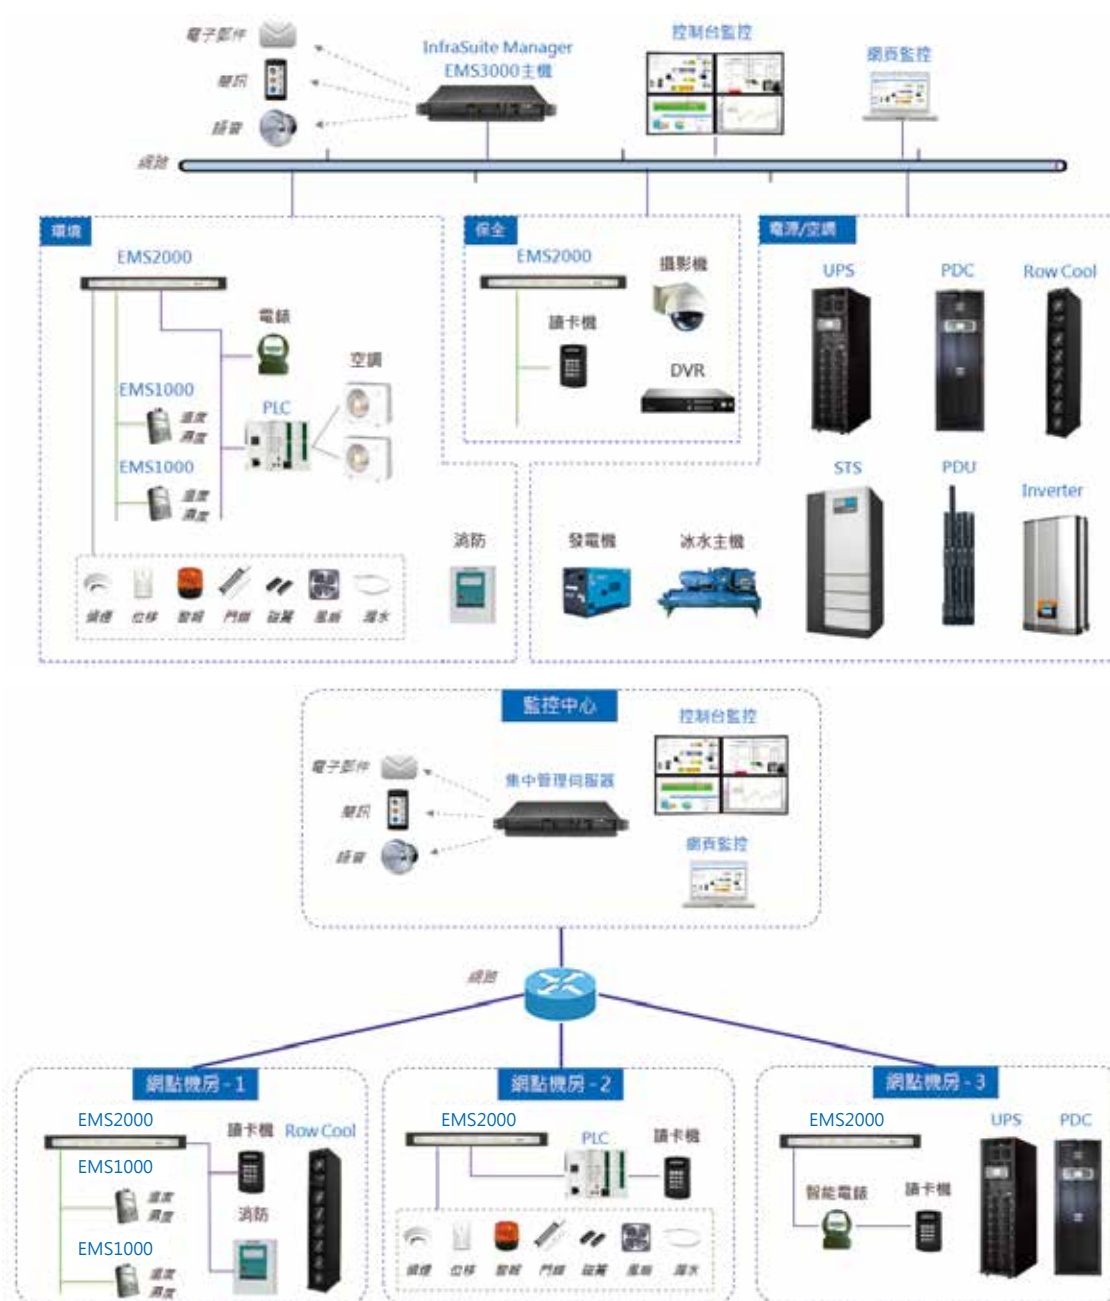 電子郵件
簡訊
語音
InfraSuite Manager
EMS3000主機
控制台監控
網頁監控
網路
環境
EMS2000
電錶
空調
EMS1000
溫度
濕度
PLC
EMS1000
溫度
濕度
偵煙
位移
警報
門鎖
磁簧
風扇
漏水
消防
保全
EMS2000
攝影機
讀卡機
DVR
電源/空調
UPS
PDC
Row Cool
STS
PDU
Inverter
發電機
冰水主機
監控中心
電子郵件
簡訊
語音
集中管理伺服器
控制台監控
網頁監控
網路
網點機房-1
EMS2000
讀卡機
Row Cool
EMS1000
溫度
濕度
消防
EMS1000
溫度
濕度
網點機房-2
EMS2000
PLC
讀卡機
偵煙
位移
警報
門鎖
磁簧
風扇
漏水
網點機房-3
EMS2000
UPS
PDC
智能電錶
讀卡機